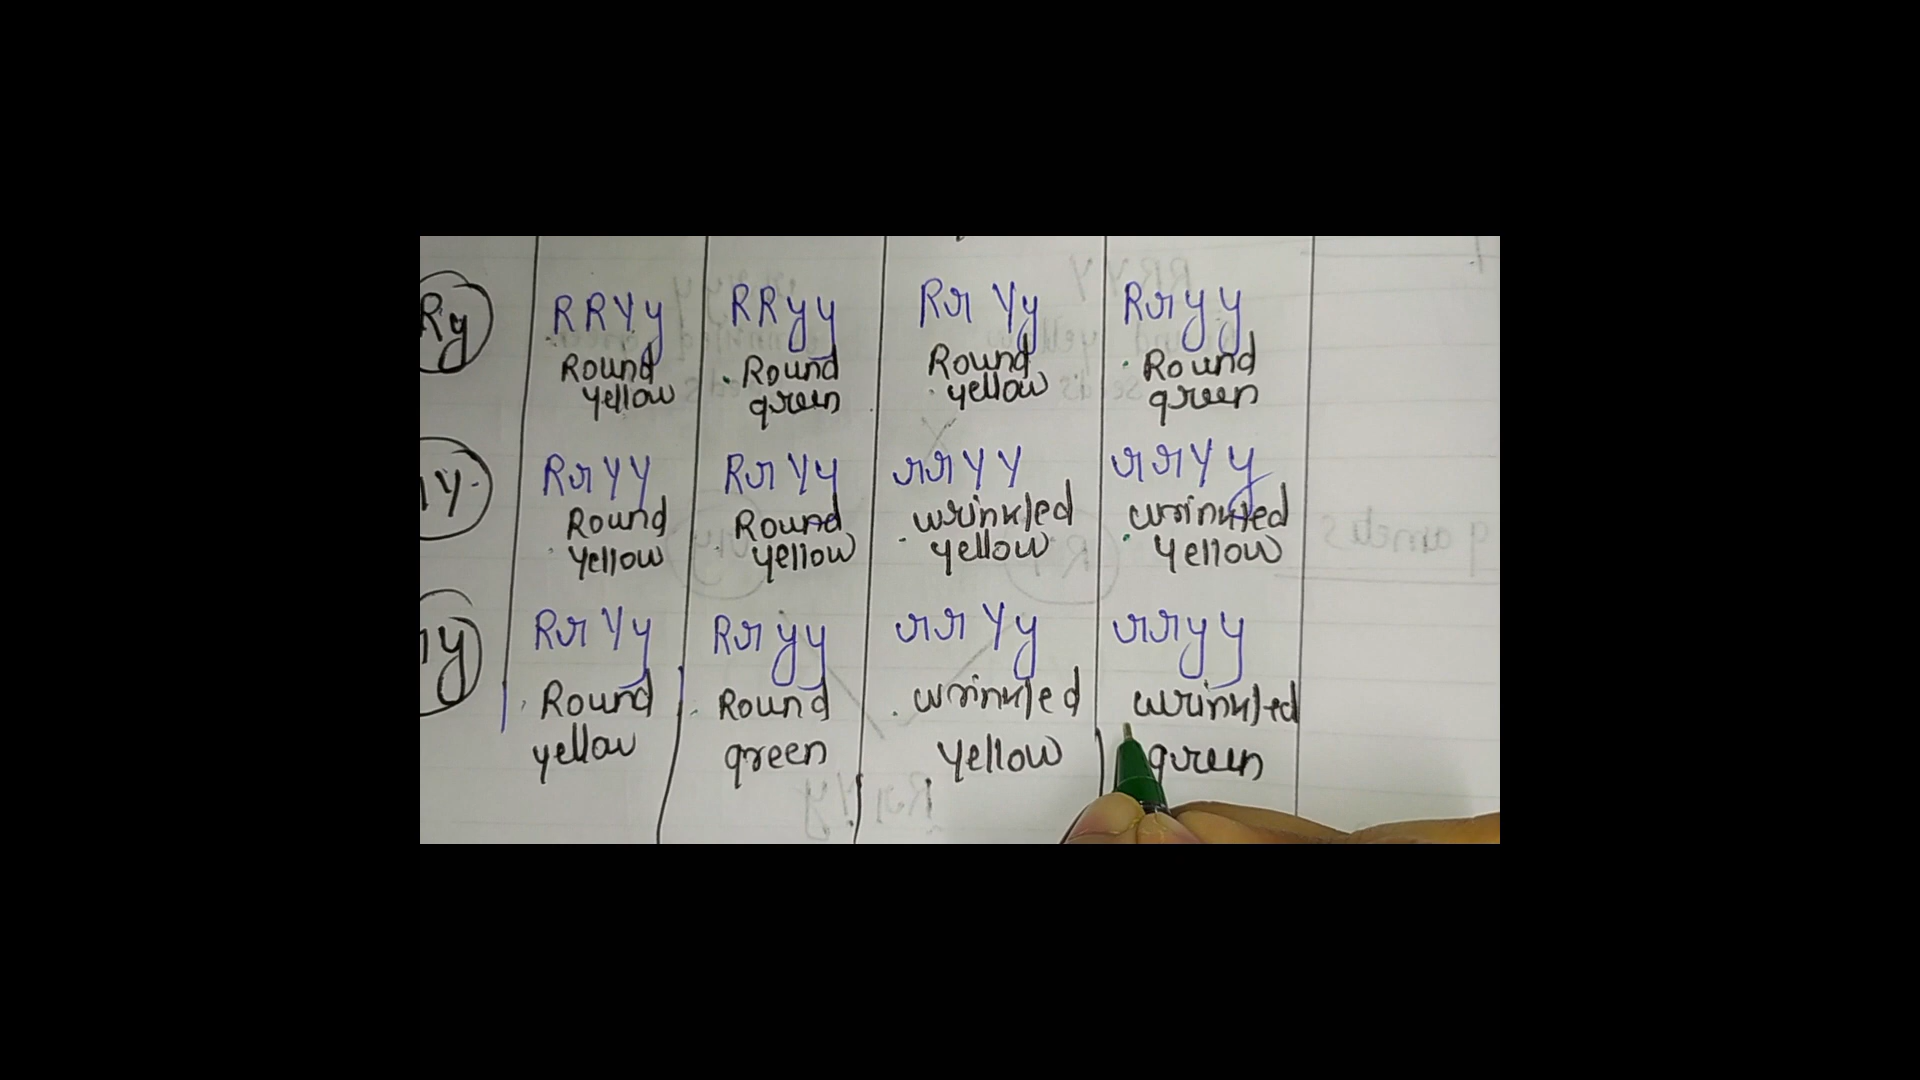 Ry RRYy RRyy RrYy Rryy
Round Round Round Round
yellow green yellow green
Y RrYY RrYy rrYY rrYy
Round Round wrinkled wrinkled
yellow yellow yellow yellow
y RrYy Rryy rrYy rryy
Round Round wrinkled wrinkled
yellow green yellow green